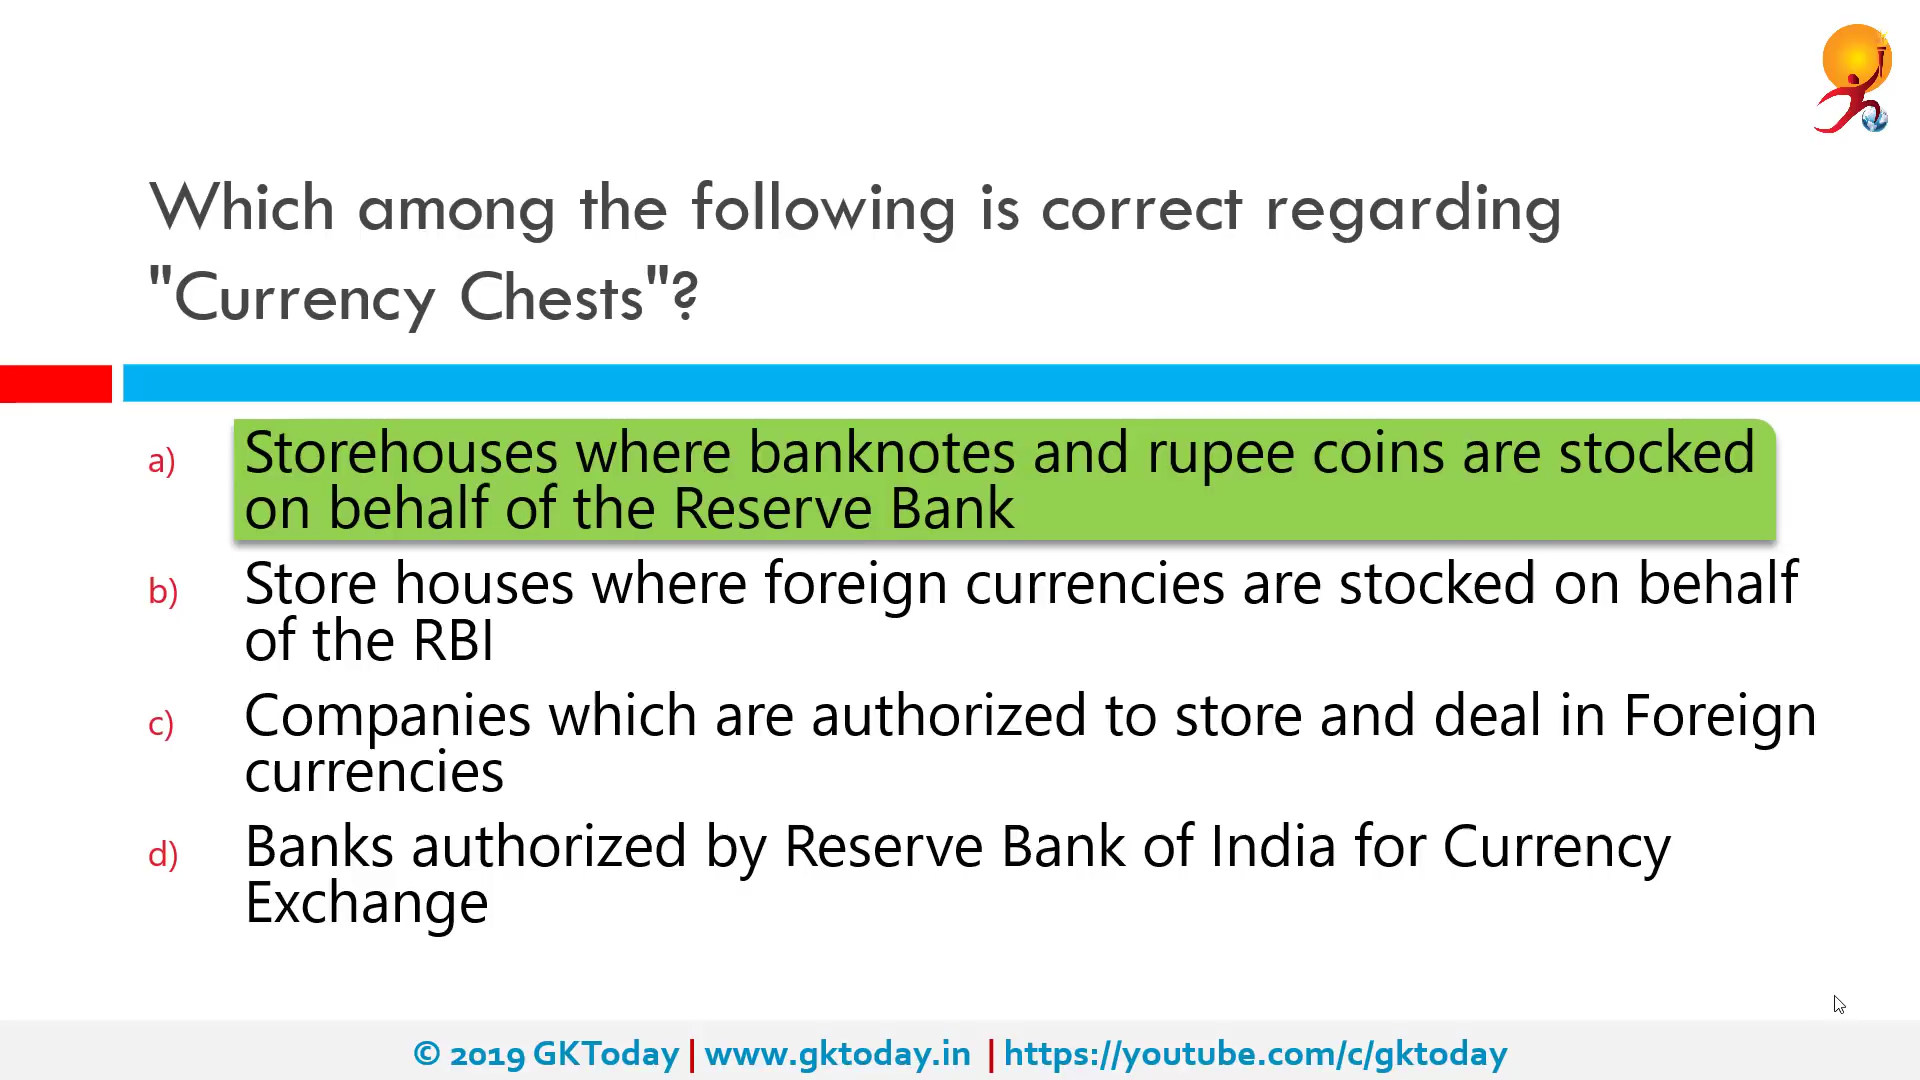 Which among the following is correct regarding
"Currency Chests"?
a) Storehouses where banknotes and rupee coins are stocked
on behalf of the Reserve Bank
b) Store houses where foreign currencies are stocked on behalf
of the RBI
c) Companies which are authorized to store and deal in Foreign
currencies
d) Banks authorized by Reserve Bank of India for Currency
Exchange
© 2019 GKToday | www.gktoday.in | https://youtube.com/c/gktoday